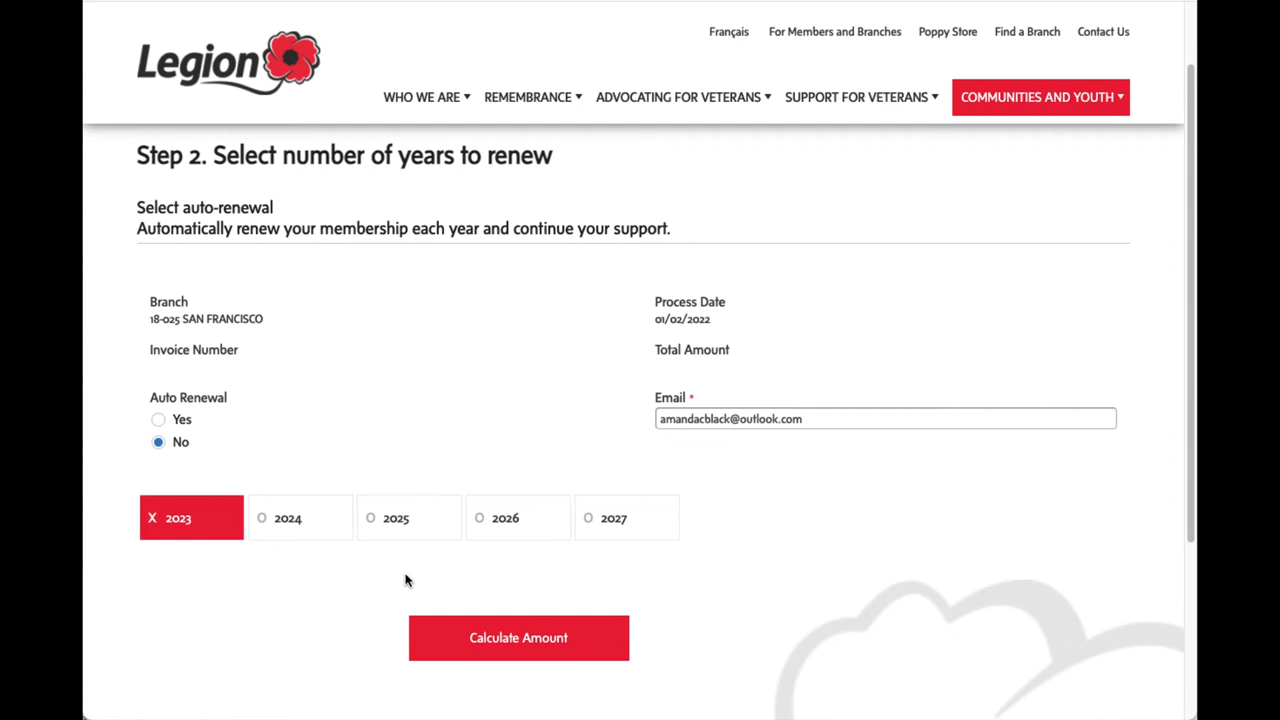 Français For Members and Branches Poppy Store Find a Branch Contact Us
Legion
WHO WE ARE REMEMBRANCE ADVOCATING FOR VETERANS SUPPORT FOR VETERANS COMMUNITIES AND YOUTH
Step 2. Select number of years to renew
Select auto-renewal
Automatically renew your membership each year and continue your support.
Branch Process Date
18-025 SAN FRANCISCO 01/02/2022
Invoice Number Total Amount
Auto Renewal Email *
Yes amandacblack@outlook.com
No
X 2023 O 2024 O 2025 O 2026 O 2027
Calculate Amount